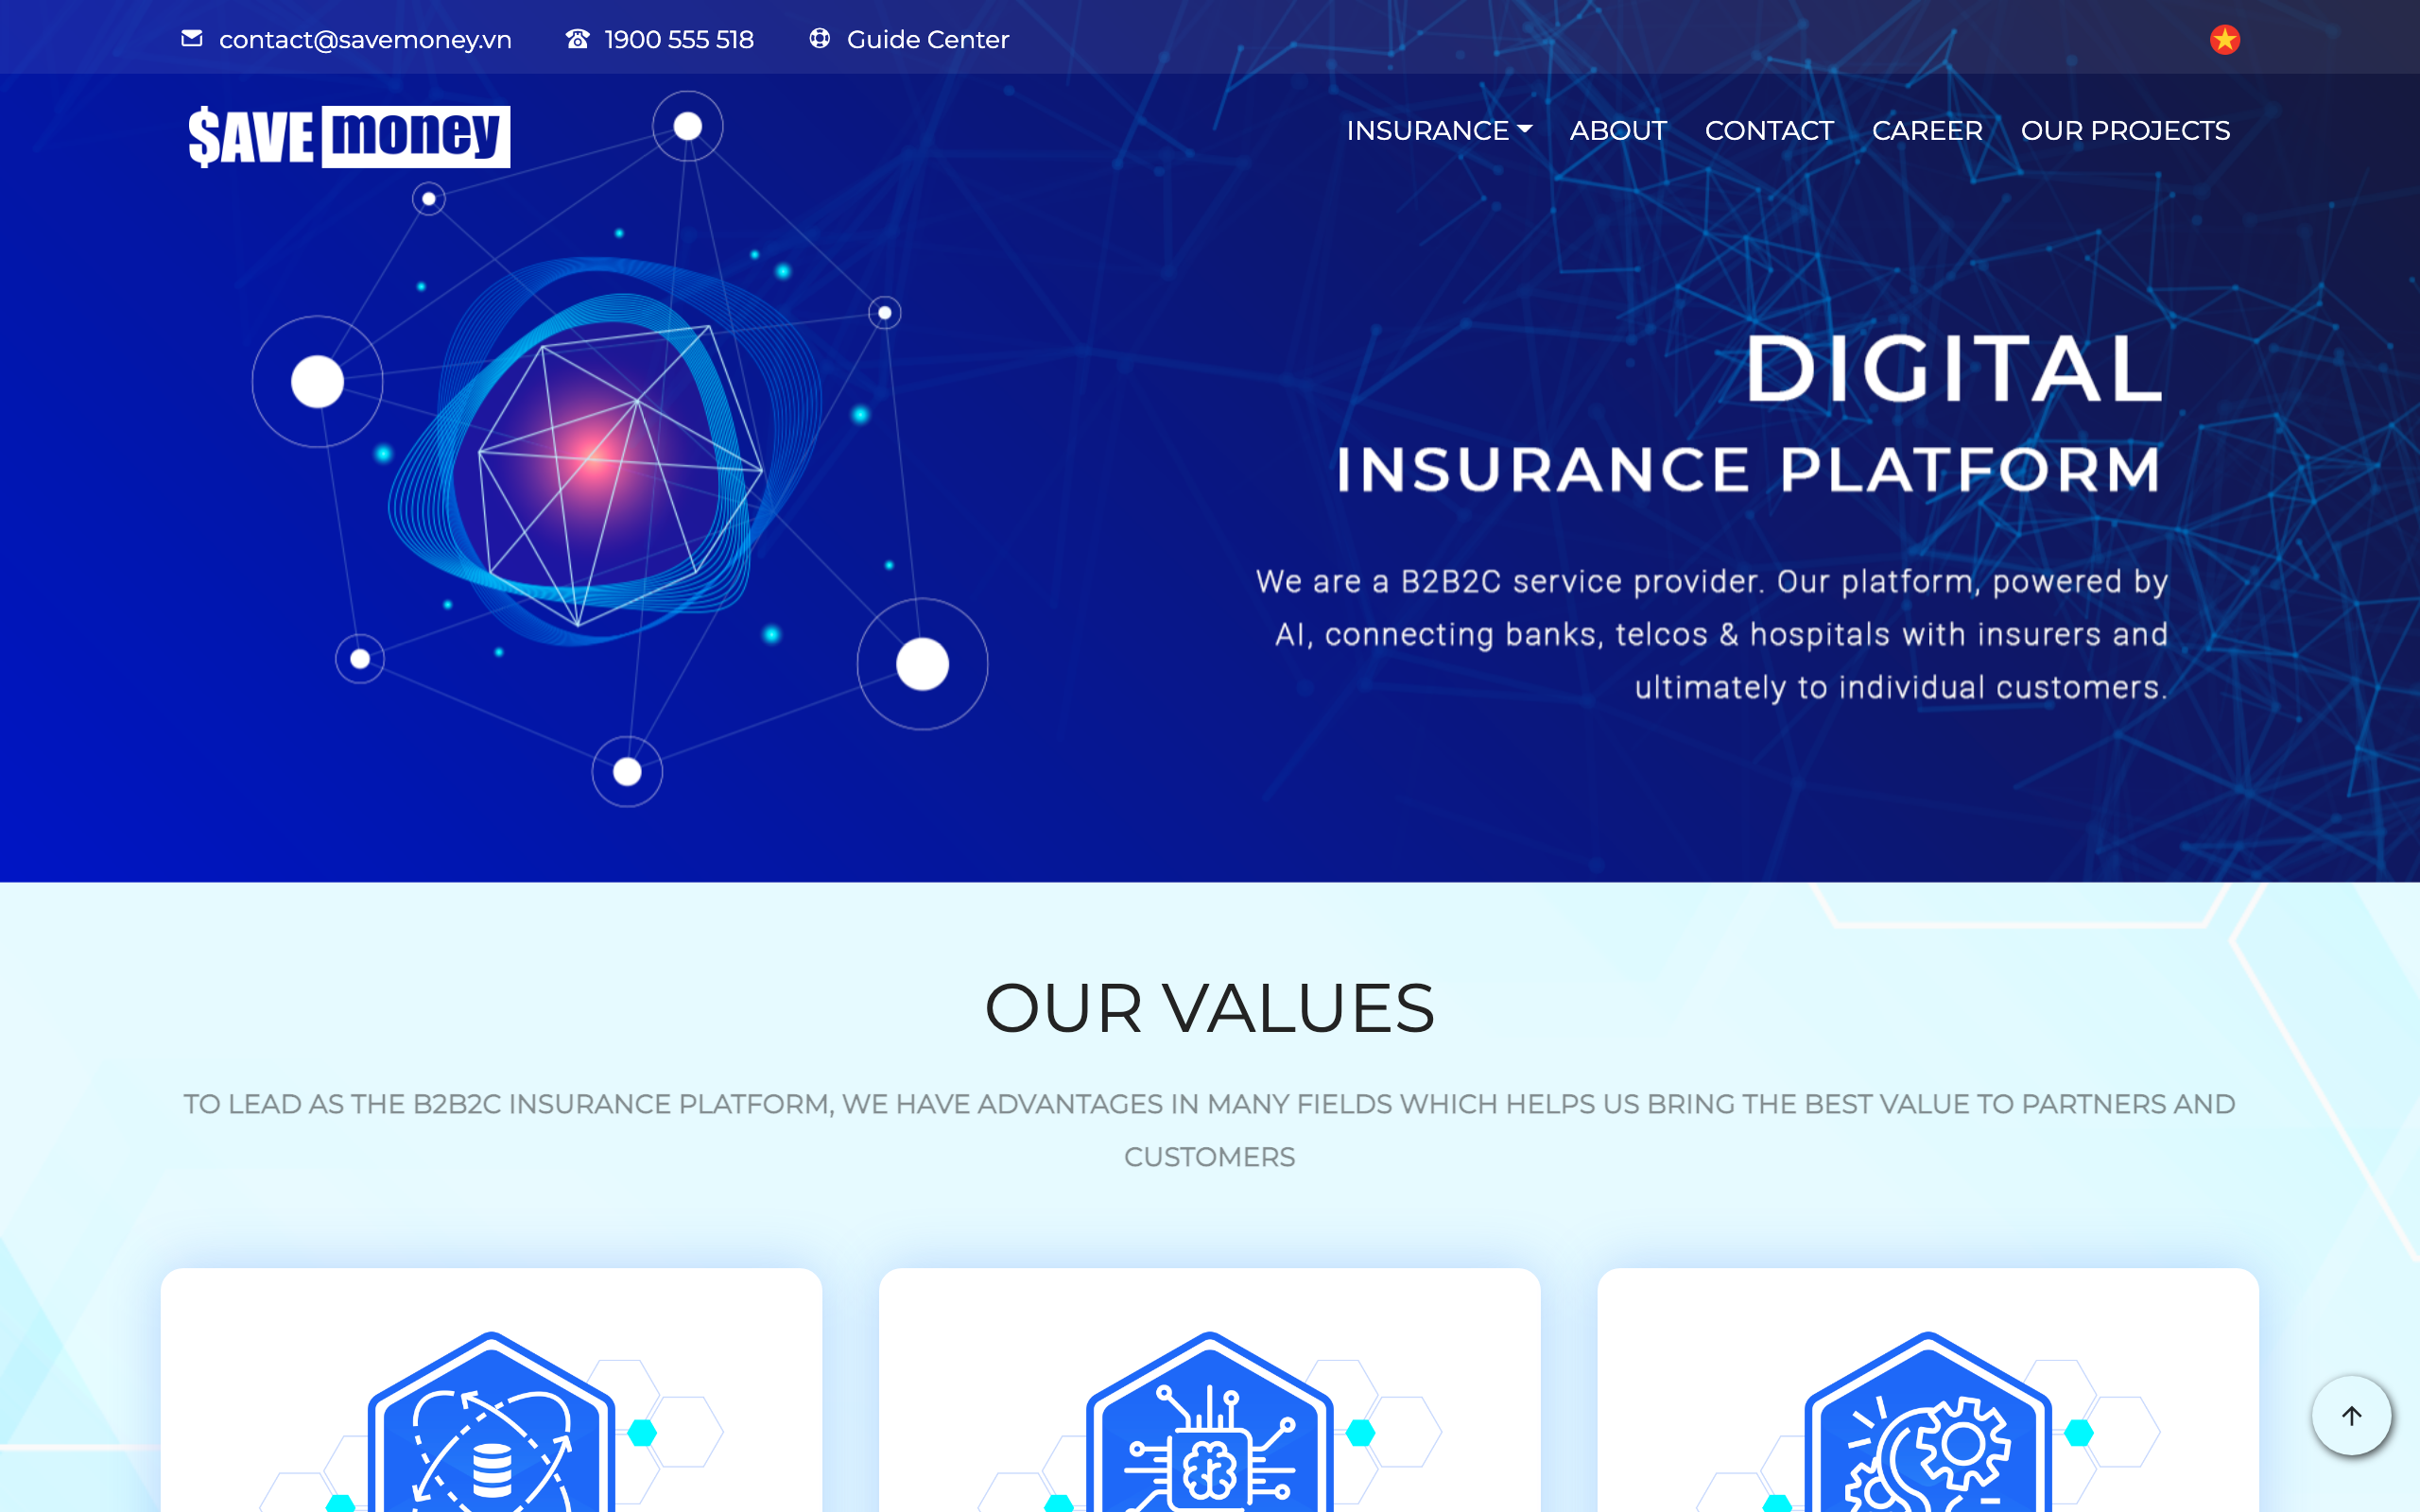 contact@savemoney.vn
1900 555 518
Guide Center
$AVE money
INSURANCE
ABOUT
CONTACT
CAREER
OUR PROJECTS
DIGITAL
INSURANCE PLATFORM
We are a B2B2C service provider. Our platform, powered by
AI, connecting banks, telcos & hospitals with insurers and
ultimately to individual customers.
OUR VALUES
TO LEAD AS THE B2B2C INSURANCE PLATFORM, WE HAVE ADVANTAGES IN MANY FIELDS WHICH HELPS US BRING THE BEST VALUE TO PARTNERS AND
CUSTOMERS